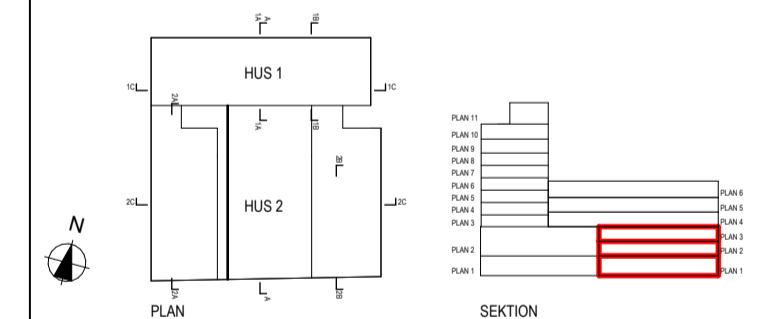 1A A 1B
HUS 1
1C 1C
2A
1A 1B
2B
2C HUS 2 2C
N
2A A 2B
PLAN
PLAN 11
PLAN 10
PLAN 9
PLAN 8
PLAN 7
PLAN 6
PLAN 5
PLAN 4
PLAN 3
PLAN 2
PLAN 1
PLAN 6
PLAN 5
PLAN 4
PLAN 3
PLAN 2
PLAN 1
SEKTION